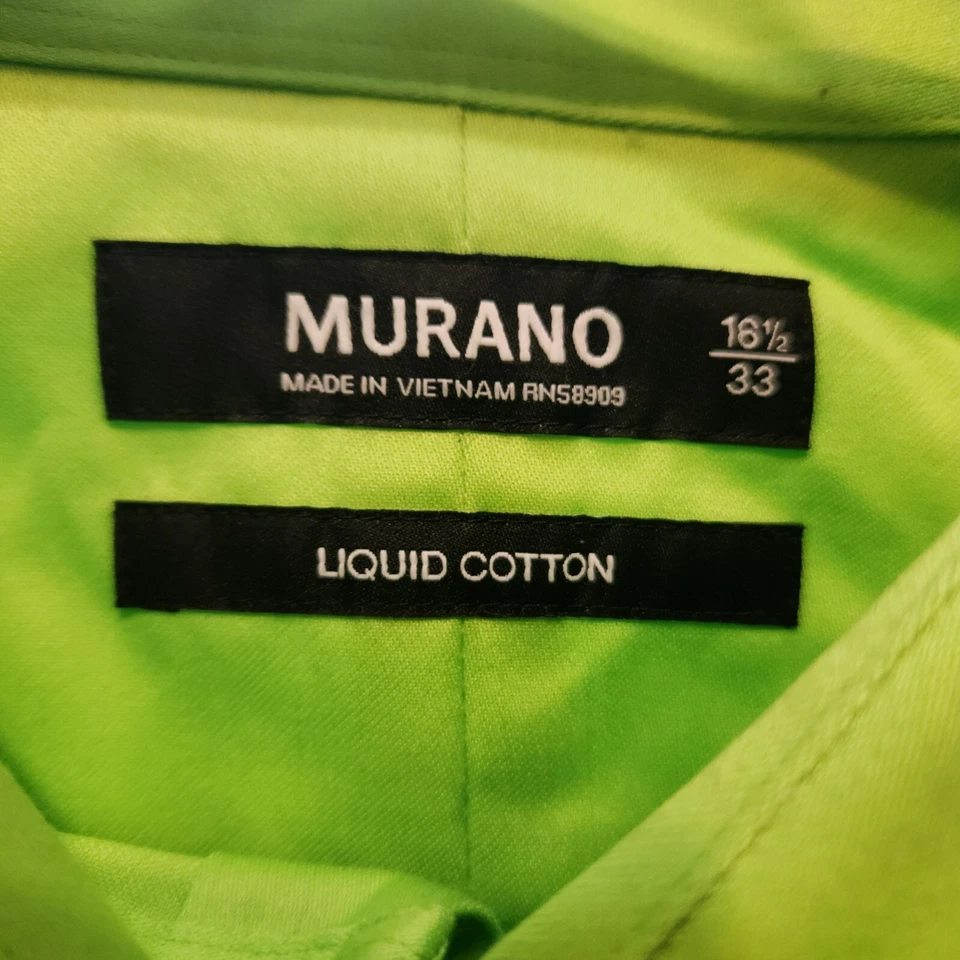 MURANO
MADE IN VIETNAM RN58909
16½
33
LIQUID COTTON